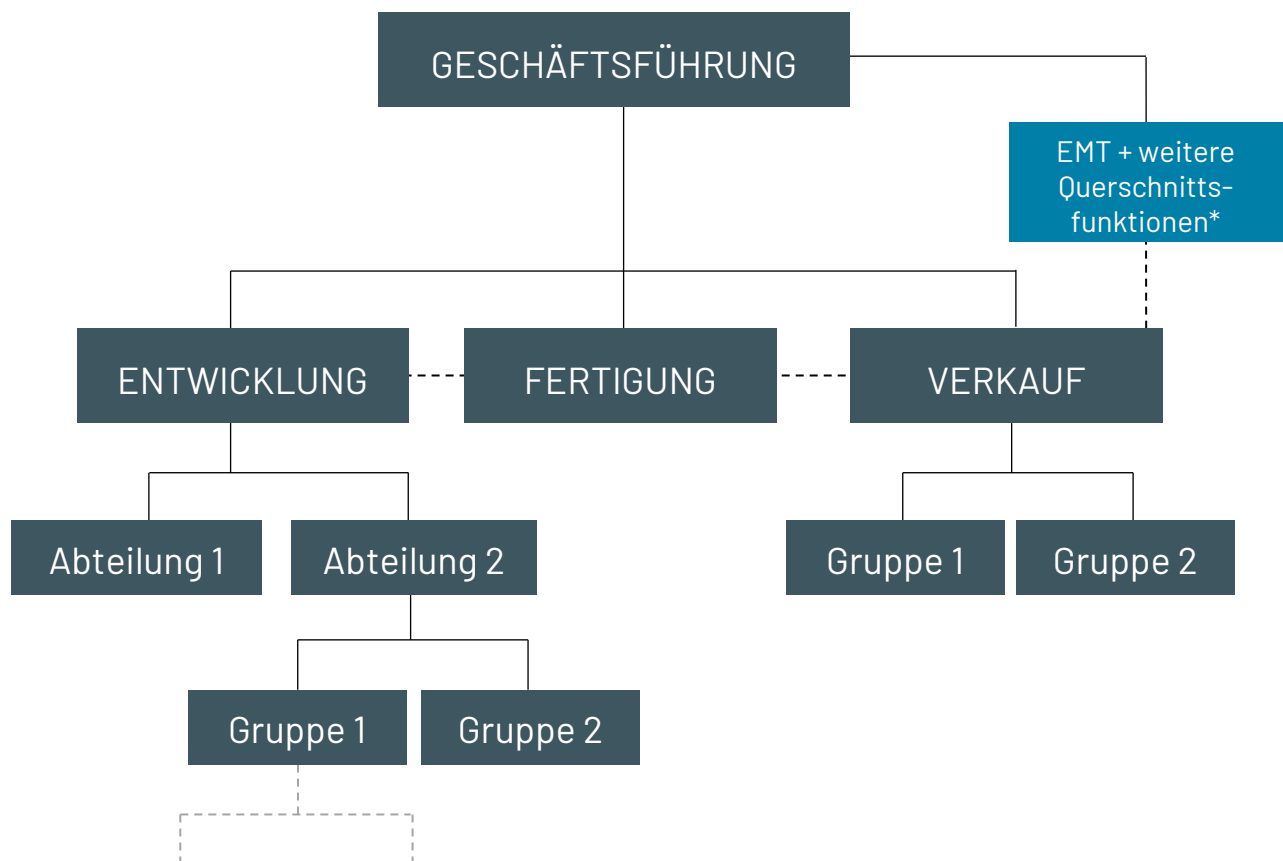 GESCHÄFTSFÜHRUNG
EMT + weitere
Querschnitts-
funktionen*
ENTWICKLUNG
FERTIGUNG
VERKAUF
Abteilung 1
Abteilung 2
Gruppe 1
Gruppe 2
Gruppe 1
Gruppe 2